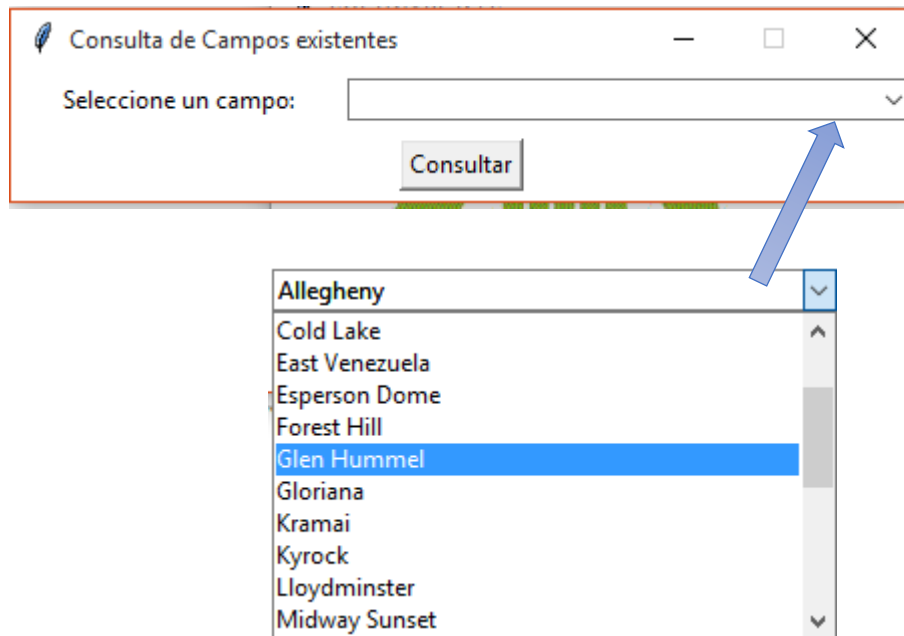 Consulta de Campos existentes
Seleccione un campo:
Consultar
Allegheny
Cold Lake
East Venezuela
Esperson Dome
Forest Hill
Glen Hummel
Gloriana
Kramai
Kyrock
Lloydminster
Midway Sunset